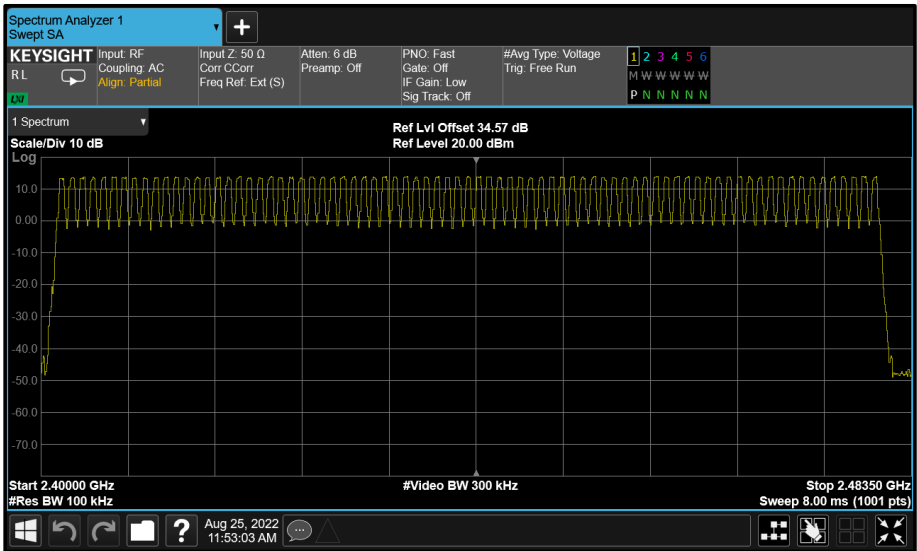 Spectrum Analyzer 1
Swept SA
+
KEYSIGHT
RL
LXI
Input: RF
Coupling: AC
Align: Partial
Input Z: 50 Ω
Corr CCorr
Freq Ref: Ext (S)
Atten: 6 dB
Preamp: Off
PNO: Fast
Gate: Off
IF Gain: Low
Sig Track: Off
#Avg Type: Voltage
Trig: Free Run
1 2 3 4 5 6
M W W W W W
P N N N N N
1 Spectrum
Scale/Div 10 dB
Ref Lvl Offset 34.57 dB
Ref Level 20.00 dBm
Log
10.0
0.00
-10.0
-20.0
-30.0
-40.0
-50.0
-60.0
-70.0
Start 2.40000 GHz
#Video BW 300 kHz
Stop 2.48350 GHz
#Res BW 100 kHz
Sweep 8.00 ms (1001 pts)
?
Aug 25, 2022
11:53:03 AM